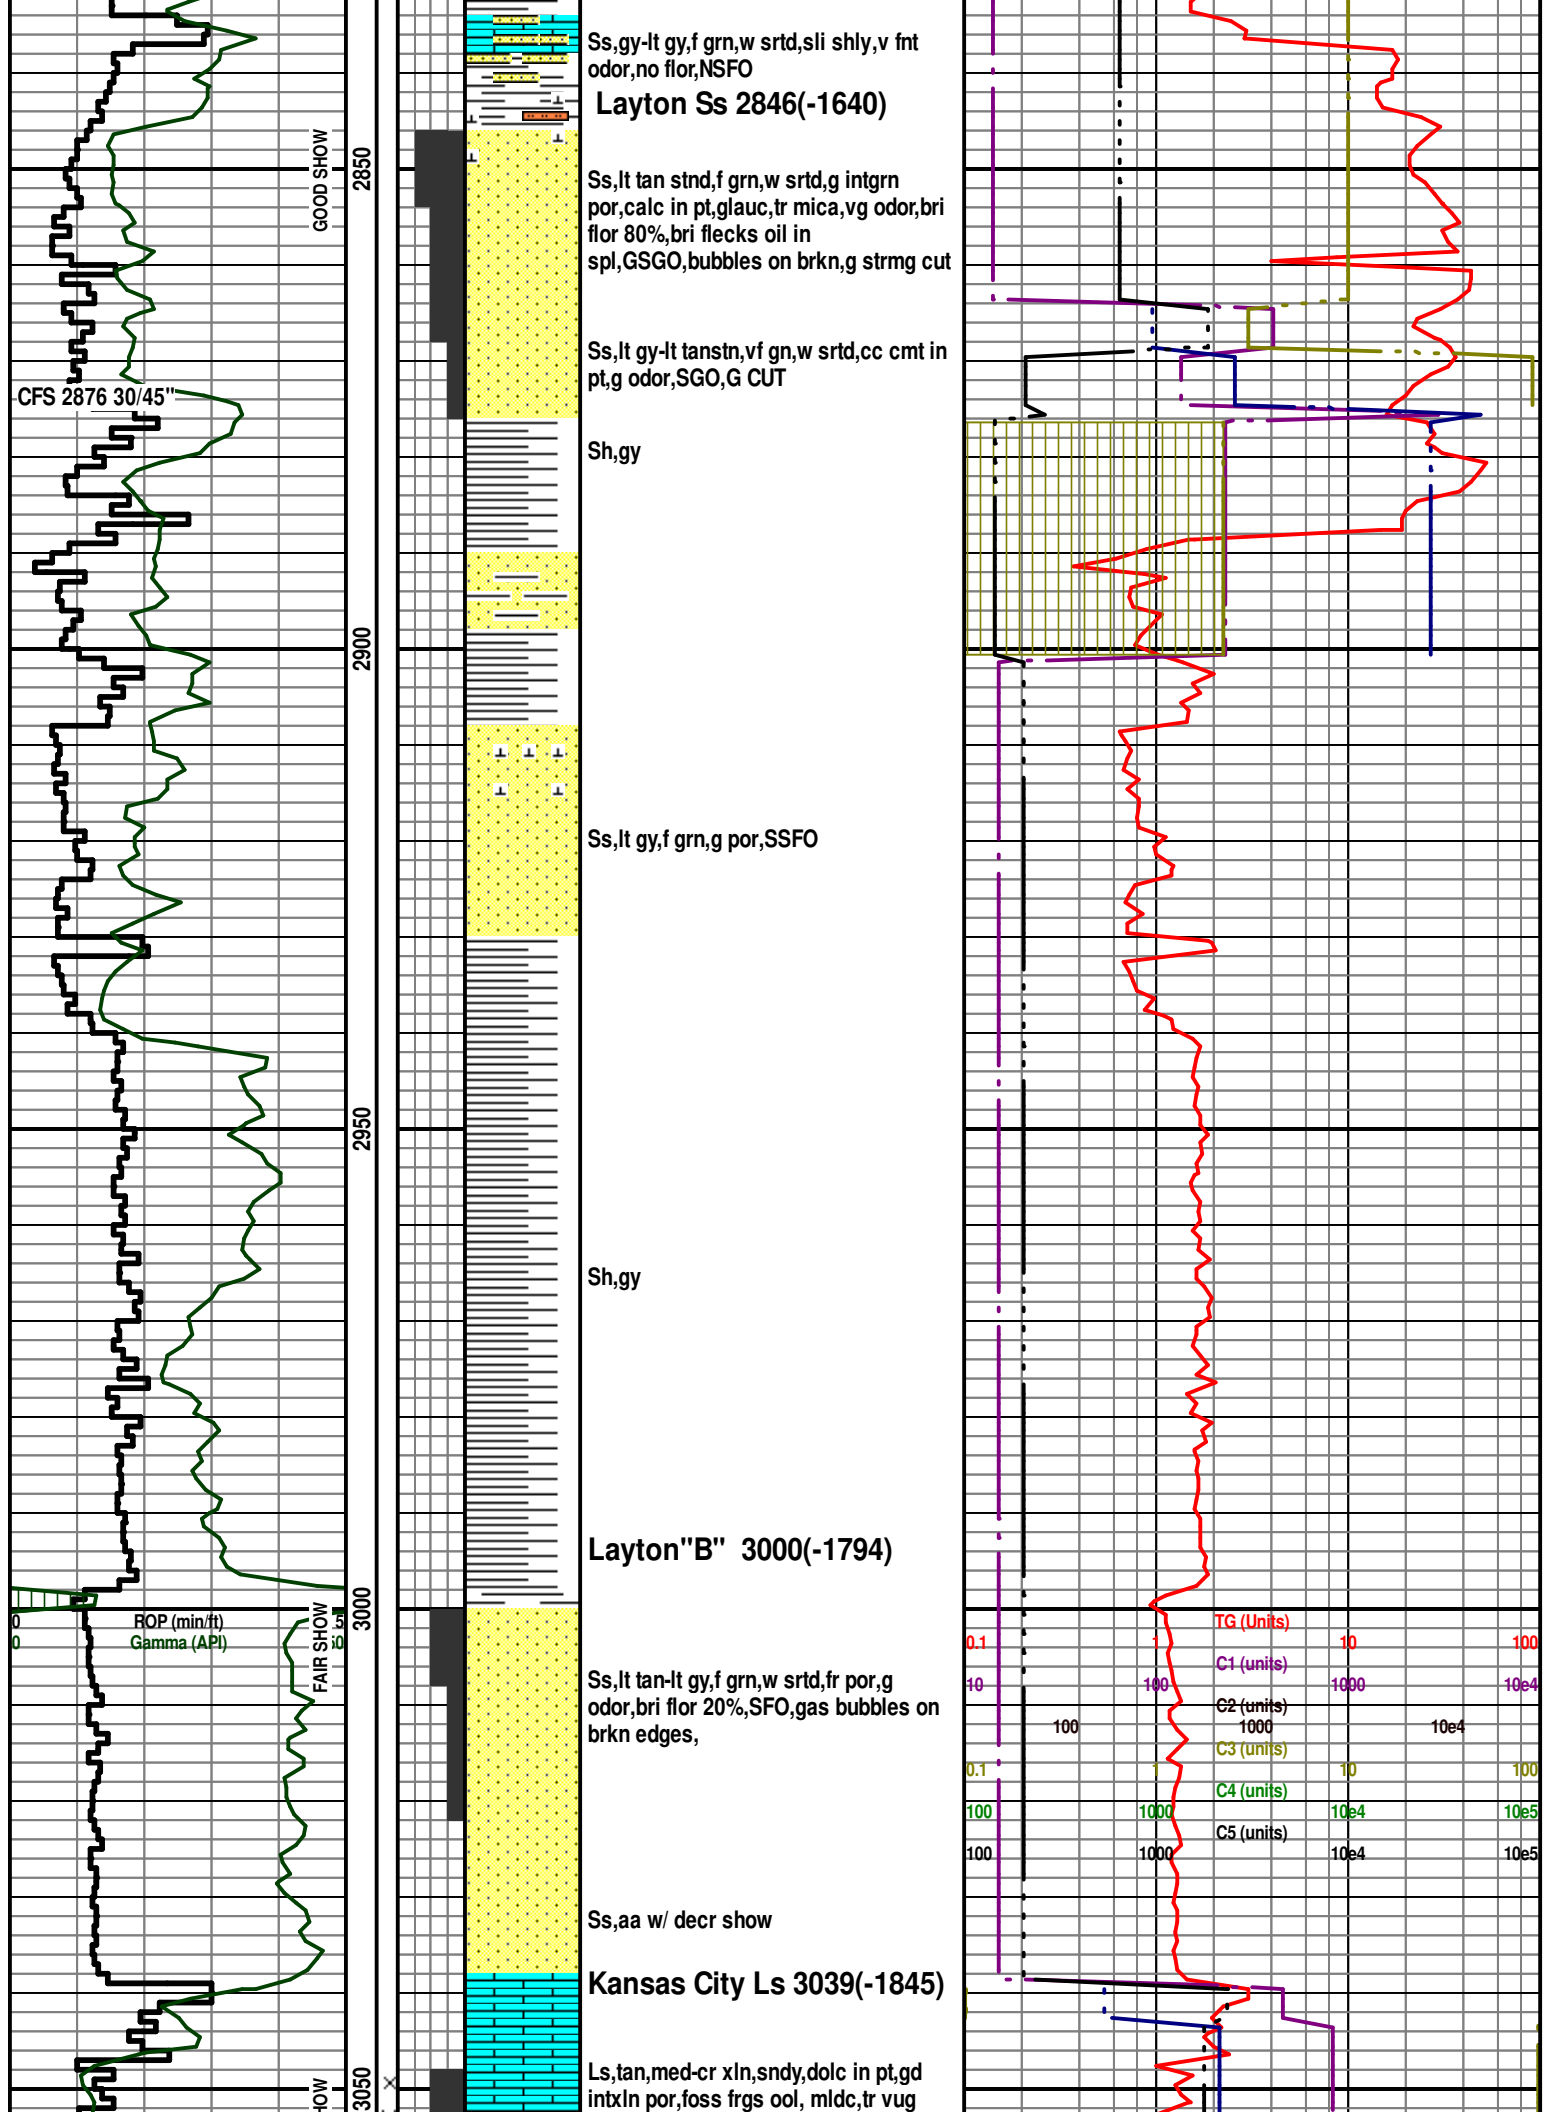 Ss,gy-lt gy,f grn,w srtd,sli shly,v fnt
odor,no flor,NSFO
Layton Ss 2846(-1640)
GOOD SHOW
2850
Ss,lt tan stnd,f grn,w srtd,g intgrn
por,calc in pt,glauc,tr mica,vg odor,bri
flor 80%,bri flecks oil in
spl,GSGO,bubbles on brkn,g strmg cut
Ss,lt gy-lt tanstn,vf gn,w srtd,cc cmt in
pt,g odor,SGO,G CUT
CFS 2876 30/45"
Sh,gy
2900
Ss,lt gy,f grn,g por,SSFO
2950
Sh,gy
Layton"B" 3000(-1794)
3000
0 ROP (min/ft) 5
0 Gamma (API) 50
FAIR SHOW
TG (Units)
0.1 1 10 100
C1 (units)
10 100 1000 10e4
C2 (units)
100 1000 10e4
C3 (units)
0.1 1 10 100
C4 (units)
100 1000 10e4 10e5
C5 (units)
100 1000 10e4 10e5
Ss,lt tan-lt gy,f grn,w srtd,fr por,g
odor,bri flor 20%,SFO,gas bubbles on
brkn edges,
Ss,aa w/ decr show
Kansas City Ls 3039(-1845)
3050
HOW
Ls,tan,med-cr xln,sndy,dolc in pt,gd
intxln por,foss frgs ool, mldc,tr vug